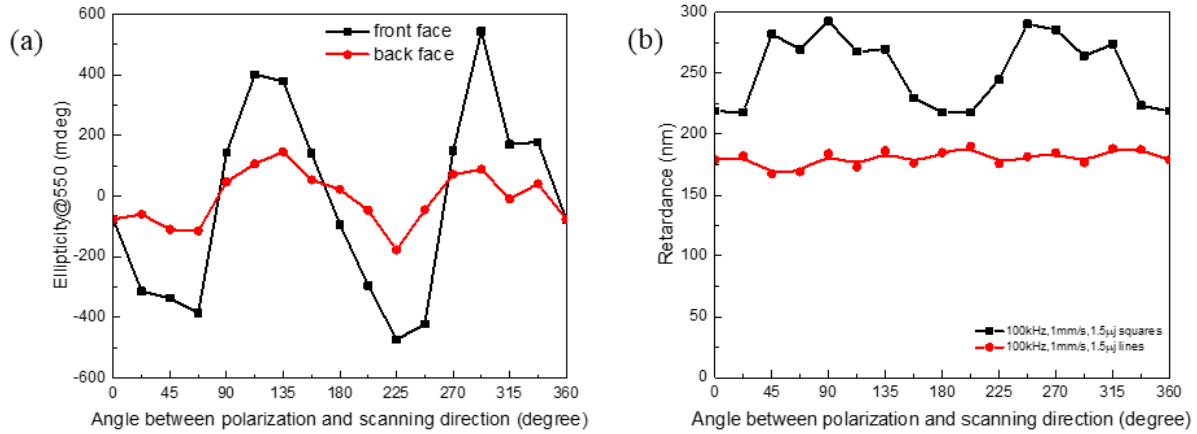 (a)
front face
back face
Ellipticity@550 (mdeg)
400
200
0
-200
-400
-600
0 45 90 135 180 225 270 315 360
Angle between polarization and scanning direction (degree)
(b)
300
250
200
150
100
50
0
Retardance (nm)
100kHz,1mm/s,1.5μj squares
100kHz,1mm/s,1.5μj lines
0 45 90 135 180 225 270 315 360
Angle between polarization and scanning direction (degree)